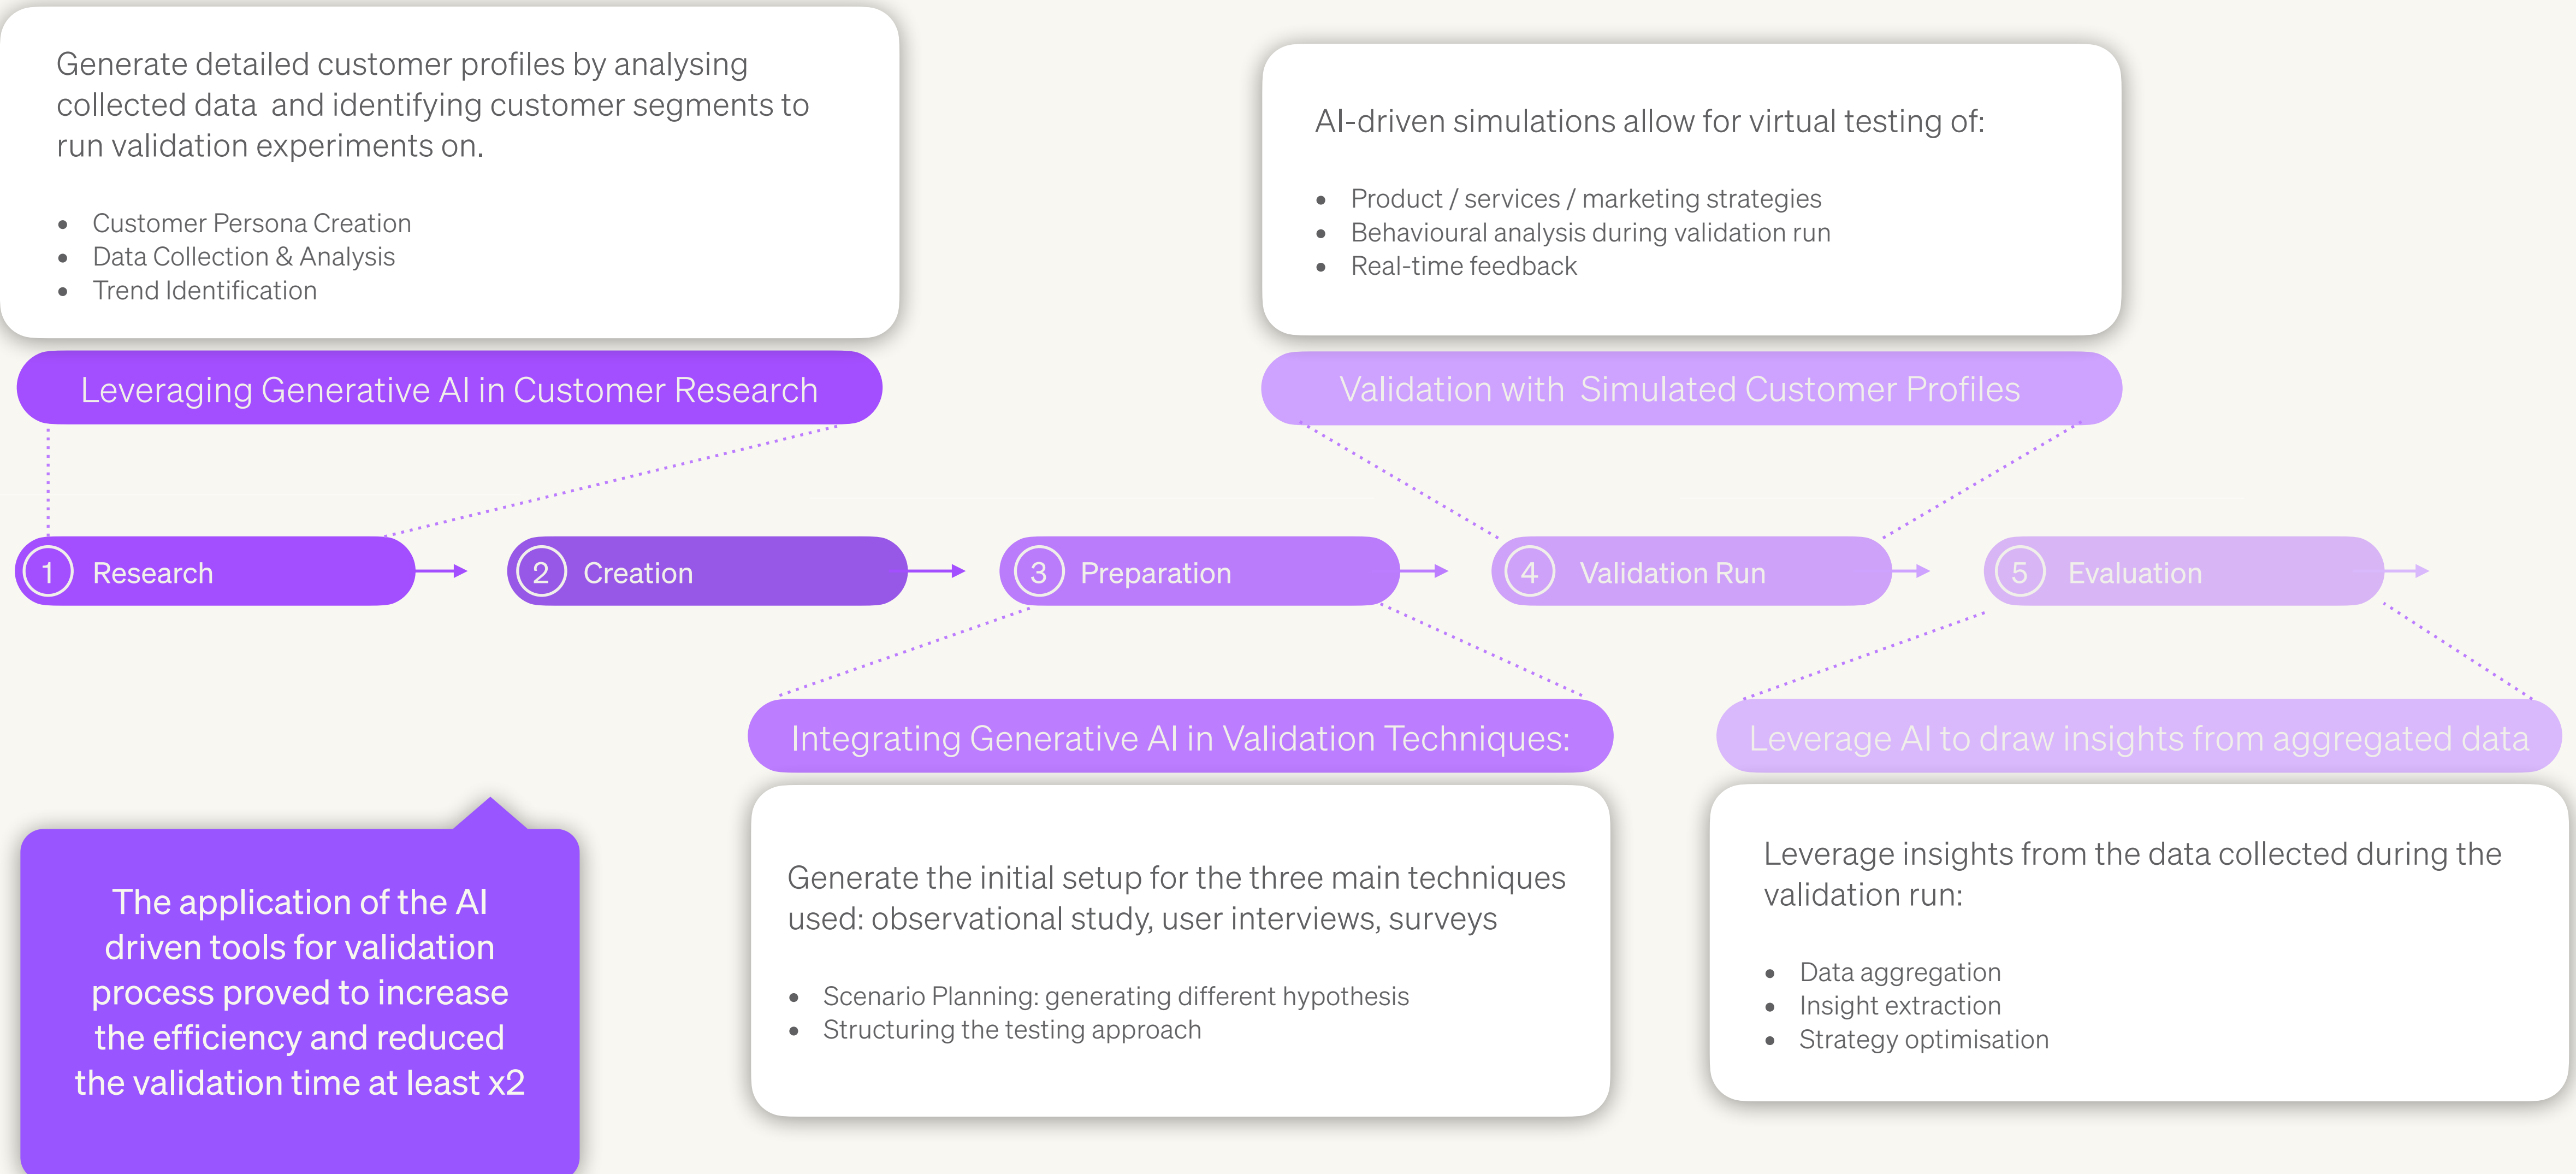 Generate detailed customer profiles by analysing
collected data  and identifying customer segments to
run validation experiments on.
• Customer Persona Creation
• Data Collection & Analysis
• Trend Identification
Leveraging Generative AI in Customer Research
AI-driven simulations allow for virtual testing of:
• Product / services / marketing strategies
• Behavioural analysis during validation run
• Real-time feedback
Validation with  Simulated Customer Profiles
1 Research
2 Creation
3 Preparation
4 Validation Run
5 Evaluation
The application of the AI
driven tools for validation
process proved to increase
the efficiency and reduced
the validation time at least x2
Integrating Generative AI in Validation Techniques:
Generate the initial setup for the three main techniques
used: observational study, user interviews, surveys
• Scenario Planning: generating different hypothesis
• Structuring the testing approach
Leverage AI to draw insights from aggregated data
Leverage insights from the data collected during the
validation run:
• Data aggregation
• Insight extraction
• Strategy optimisation